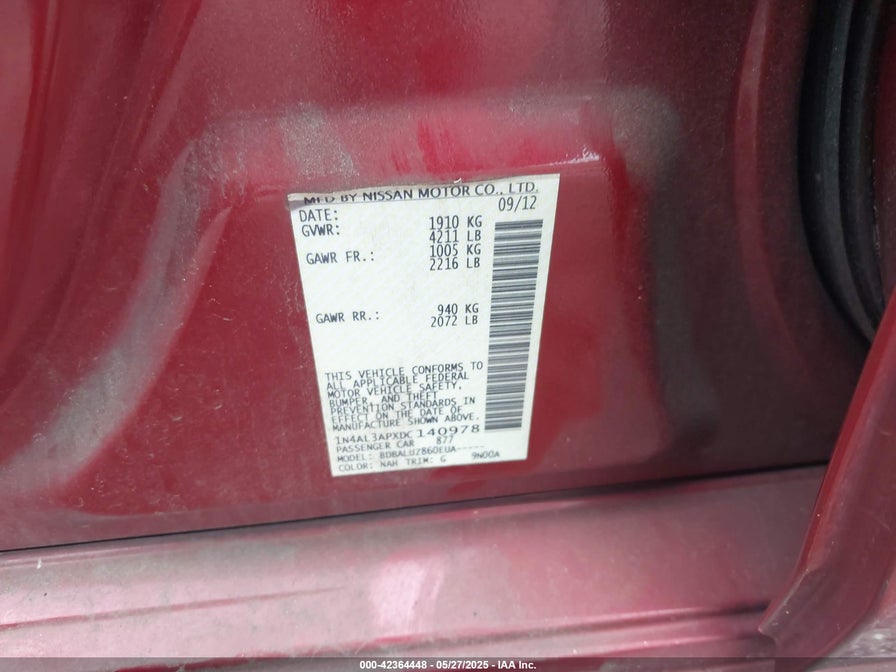 MFD BY NISSAN MOTOR CO., LTD.
DATE: 09/12
GVWR: 1910 KG
4211 LB
GAWR FR.: 1005 KG
2216 LB
GAWR RR.: 940 KG
2072 LB
THIS VEHICLE CONFORMS TO
ALL APPLICABLE FEDERAL
MOTOR VEHICLE SAFETY,
BUMPER, AND THEFT
PREVENTION STANDARDS IN
EFFECT ON THE DATE OF
MANUFACTURE SHOWN ABOVE.
1N4AL3APXDC140978
PASSENGER CAR 877
MODEL: BDBALUZ860EUA-----
COLOR: NAH TRIM: G 9N00A
000-42364448 - 05/27/2025 - IAA Inc.